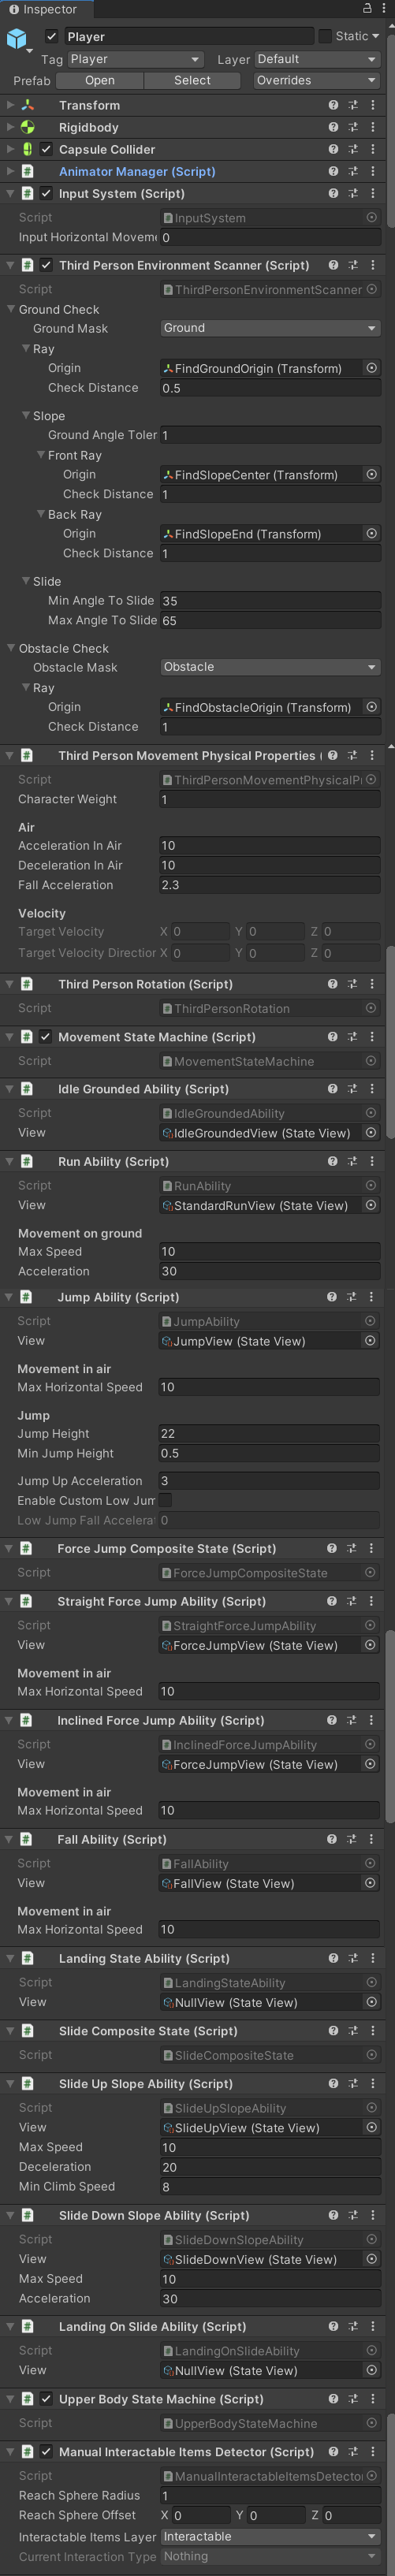 Inspector
Player
Static
Tag Player Layer Default
Prefab Open Select Overrides
Transform
Rigidbody
Capsule Collider
Animator Manager (Script)
Input System (Script)
Script InputSystem
Input Horizontal Moveme 0
Third Person Environment Scanner (Script)
Script ThirdPersonEnvironmentScanner
Ground Check
Ground Mask Ground
Ray
Origin FindGroundOrigin (Transform)
Check Distance 0.5
Slope
Ground Angle Toler 1
Front Ray
Origin FindSlopeCenter (Transform)
Check Distance 1
Back Ray
Origin FindSlopeEnd (Transform)
Check Distance 1
Slide
Min Angle To Slide 35
Max Angle To Slide 65
Obstacle Check
Obstacle Mask Obstacle
Ray
Origin FindObstacleOrigin (Transform)
Check Distance 1
Third Person Movement Physical Properties (
Script ThirdPersonMovementPhysicalPr
Character Weight 1
Air
Acceleration In Air 10
Deceleration In Air 10
Fall Acceleration 2.3
Velocity
Target Velocity X 0 Y 0 Z 0
Target Velocity Direction X 0 Y 0 Z 0
Third Person Rotation (Script)
Script ThirdPersonRotation
Movement State Machine (Script)
Script MovementStateMachine
Idle Grounded Ability (Script)
Script IdleGroundedAbility
View IdleGroundedView (State View)
Run Ability (Script)
Script RunAbility
View StandardRunView (State View)
Movement on ground
Max Speed 10
Acceleration 30
Jump Ability (Script)
Script JumpAbility
View JumpView (State View)
Movement in air
Max Horizontal Speed 10
Jump
Jump Height 22
Min Jump Height 0.5
Jump Up Acceleration 3
Enable Custom Low Jum
Low Jump Fall Accelerat 0
Force Jump Composite State (Script)
Script ForceJumpCompositeState
Straight Force Jump Ability (Script)
Script StraightForceJumpAbility
View ForceJumpView (State View)
Movement in air
Max Horizontal Speed 10
Inclined Force Jump Ability (Script)
Script InclinedForceJumpAbility
View ForceJumpView (State View)
Movement in air
Max Horizontal Speed 10
Fall Ability (Script)
Script FallAbility
View FallView (State View)
Movement in air
Max Horizontal Speed 10
Landing State Ability (Script)
Script LandingStateAbility
View NullView (State View)
Slide Composite State (Script)
Script SlideCompositeState
Slide Up Slope Ability (Script)
Script SlideUpSlopeAbility
View SlideUpView (State View)
Max Speed 10
Deceleration 20
Min Climb Speed 8
Slide Down Slope Ability (Script)
Script SlideDownSlopeAbility
View SlideDownView (State View)
Max Speed 10
Acceleration 30
Landing On Slide Ability (Script)
Script LandingOnSlideAbility
View NullView (State View)
Upper Body State Machine (Script)
Script UpperBodyStateMachine
Manual Interactable Items Detector (Script)
Script ManualInteractableItemsDetector
Reach Sphere Radius 1
Reach Sphere Offset X 0 Y 0 Z 0
Interactable Items Layer Interactable
Current Interaction Type Nothing